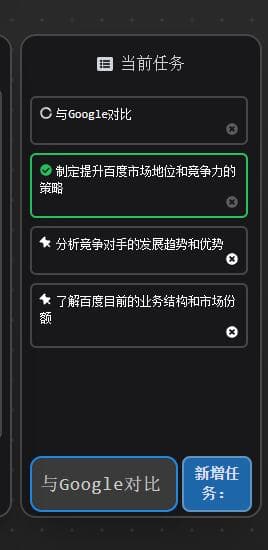 当前任务
与Google对比
制定提升百度市场地位和竞争力的
策略
分析竞争对手的发展趋势和优势
了解百度目前的业务结构和市场份
额
与Google对比
新增任
务：